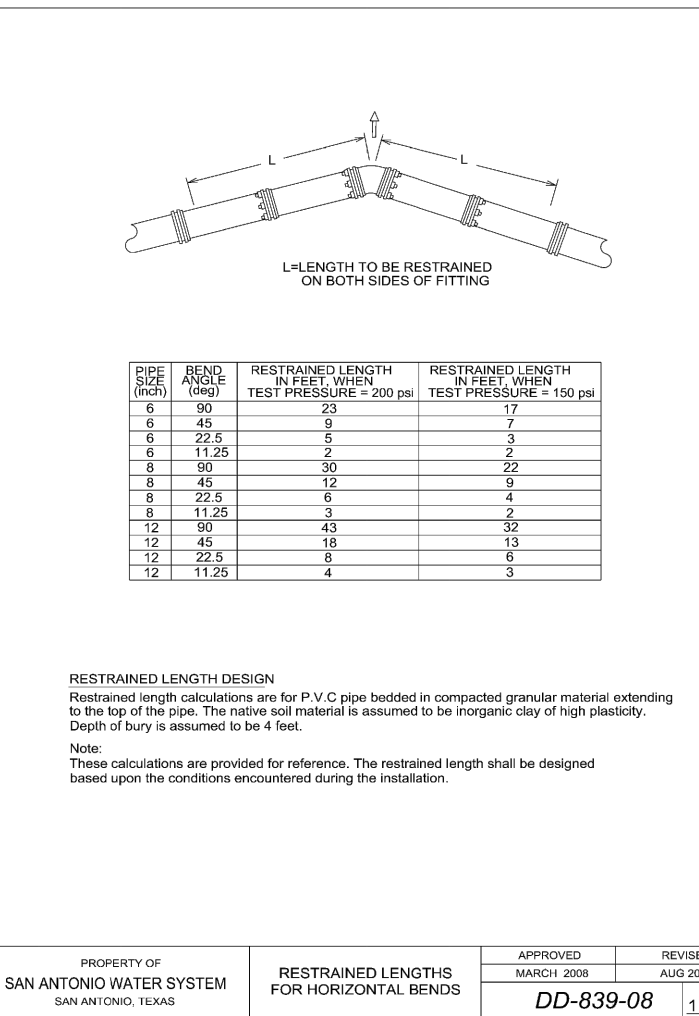 L
L
L=LENGTH TO BE RESTRAINED
ON BOTH SIDES OF FITTING
PIPE SIZE (inch) BEND ANGLE (deg) RESTRAINED LENGTH IN FEET, WHEN TEST PRESSURE = 200 psi RESTRAINED LENGTH IN FEET, WHEN TEST PRESSURE = 150 psi
6 90 23 17
6 45 9 7
6 22.5 5 3
6 11.25 2 2
8 90 30 22
8 45 12 9
8 22.5 6 4
8 11.25 3 2
12 90 43 32
12 45 18 13
12 22.5 8 6
12 11.25 4 3
RESTRAINED LENGTH DESIGN
Restrained length calculations are for P.V.C pipe bedded in compacted granular material extending
to the top of the pipe. The native soil material is assumed to be inorganic clay of high plasticity.
Depth of bury is assumed to be 4 feet.
Note:
These calculations are provided for reference. The restrained length shall be designed
based upon the conditions encountered during the installation.
PROPERTY OF
SAN ANTONIO WATER SYSTEM
SAN ANTONIO, TEXAS
RESTRAINED LENGTHS
FOR HORIZONTAL BENDS
APPROVED
MARCH 2008
REVISE
AUG 20
DD-839-08
1